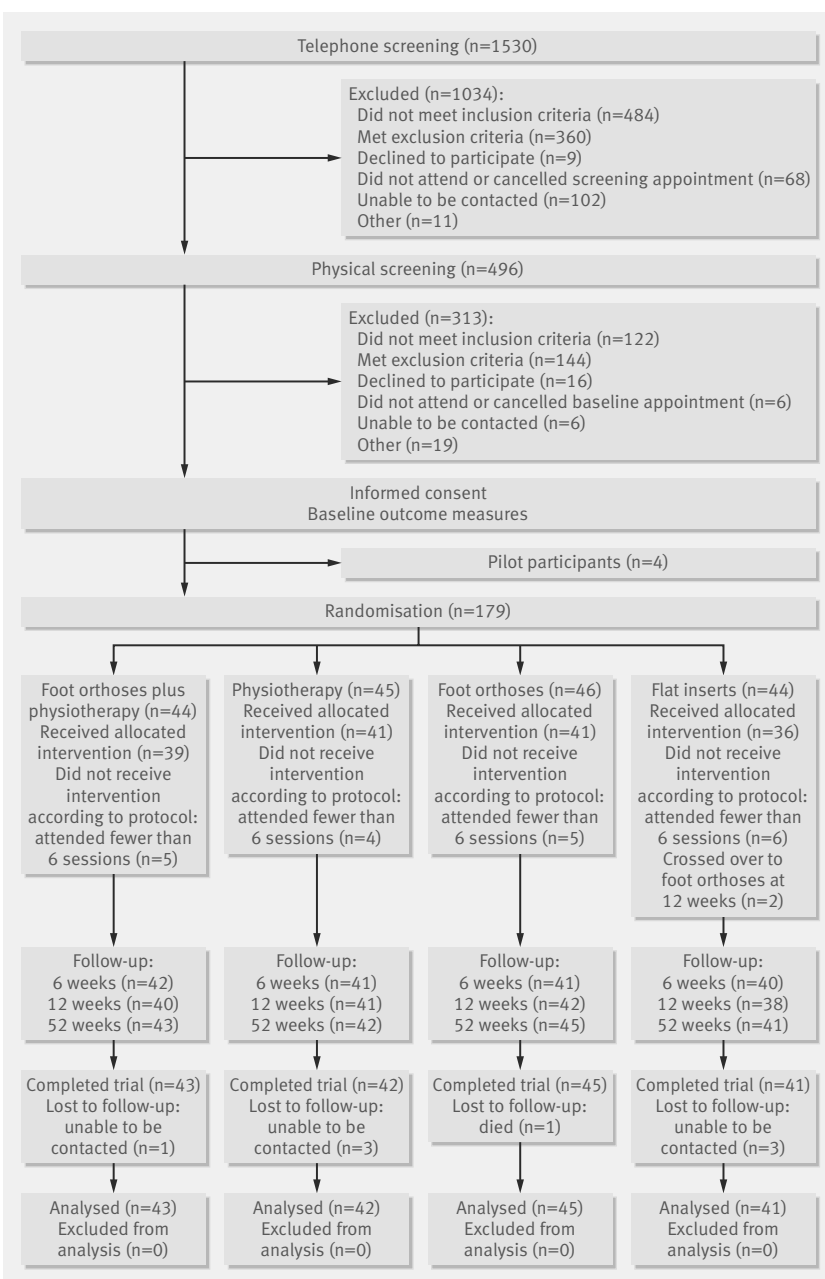 Telephone screening (n=1530)
Excluded (n=1034):
Did not meet inclusion criteria (n=484)
Met exclusion criteria (n=360)
Declined to participate (n=9)
Did not attend or cancelled screening appointment (n=68)
Unable to be contacted (n=102)
Other (n=11)
Physical screening (n=496)
Excluded (n=313):
Did not meet inclusion criteria (n=122)
Met exclusion criteria (n=144)
Declined to participate (n=16)
Did not attend or cancelled baseline appointment (n=6)
Unable to be contacted (n=6)
Other (n=19)
Informed consent
Baseline outcome measures
Pilot participants (n=4)
Randomisation (n=179)
Foot orthoses plus
physiotherapy (n=44)
Received allocated
intervention (n=39)
Did not receive
intervention
according to protocol:
attended fewer than
6 sessions (n=5)
Physiotherapy (n=45)
Received allocated
intervention (n=41)
Did not receive
intervention
according to protocol:
attended fewer than
6 sessions (n=4)
Foot orthoses (n=46)
Received allocated
intervention (n=41)
Did not receive
intervention
according to protocol:
attended fewer than
6 sessions (n=5)
Flat inserts (n=44)
Received allocated
intervention (n=36)
Did not receive
intervention
according to protocol:
attended fewer than
6 sessions (n=6)
Crossed over to
foot orthoses at
12 weeks (n=2)
Follow-up:
6 weeks (n=42)
12 weeks (n=40)
52 weeks (n=43)
Follow-up:
6 weeks (n=41)
12 weeks (n=41)
52 weeks (n=42)
Follow-up:
6 weeks (n=41)
12 weeks (n=42)
52 weeks (n=45)
Follow-up:
6 weeks (n=40)
12 weeks (n=38)
52 weeks (n=41)
Completed trial (n=43)
Lost to follow-up:
unable to be
contacted (n=1)
Completed trial (n=42)
Lost to follow-up:
unable to be
contacted (n=3)
Completed trial (n=45)
Lost to follow-up:
died (n=1)
Completed trial (n=41)
Lost to follow-up:
unable to be
contacted (n=3)
Analysed (n=43)
Excluded from
analysis (n=0)
Analysed (n=42)
Excluded from
analysis (n=0)
Analysed (n=45)
Excluded from
analysis (n=0)
Analysed (n=41)
Excluded from
analysis (n=0)